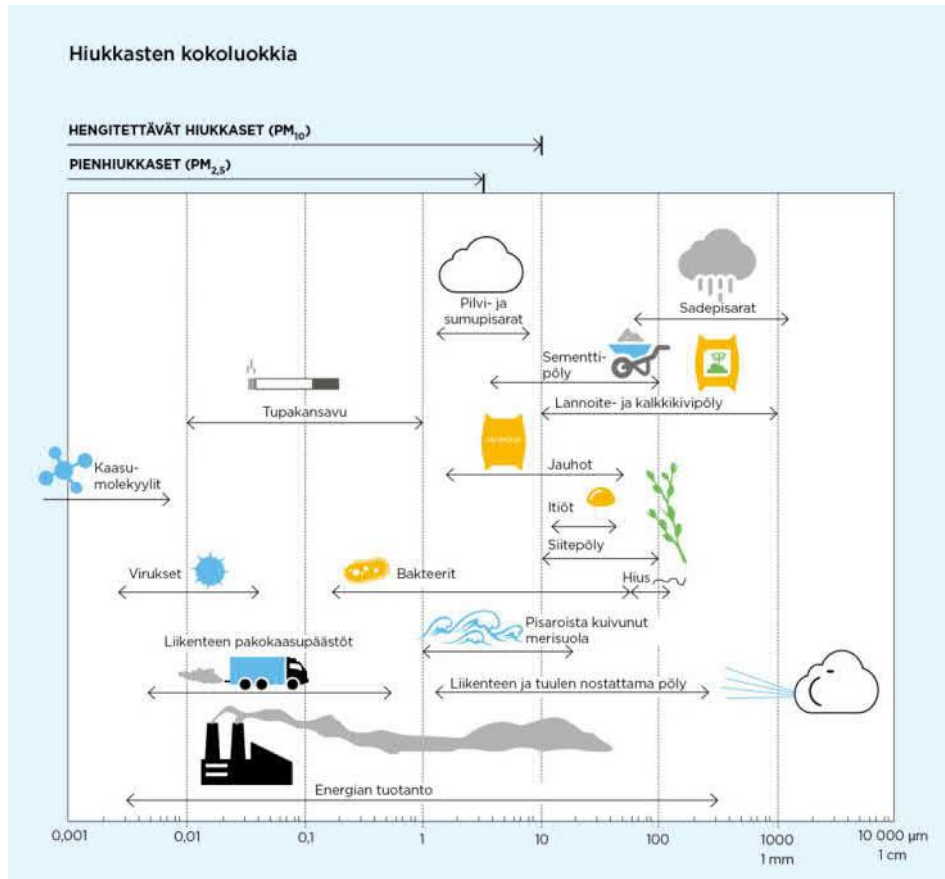 Hiukkasten kokoluokkia
HENGITETTÄVÄT HIUKKASET (PM10)
PIENHIUKKASET (PM2,5)
Pilvi- ja
sumupisarat
Sadepisarat
Sementti-
pöly
Tupakansavu
Lannoite- ja kalkkikivipöly
Kaasu-
molekyylit
Jauhot
Itiöt
Siitepöly
Virukset
Bakteerit
Hius
Liikenteen pakokaasupäästöt
Pisaroista kuivunut
merisuola
Liikenteen ja tuulen nostattama pöly
Energian tuotanto
0,001 0,01 0,1 1 10 100 1000 10 000 µm
1 mm 1 cm